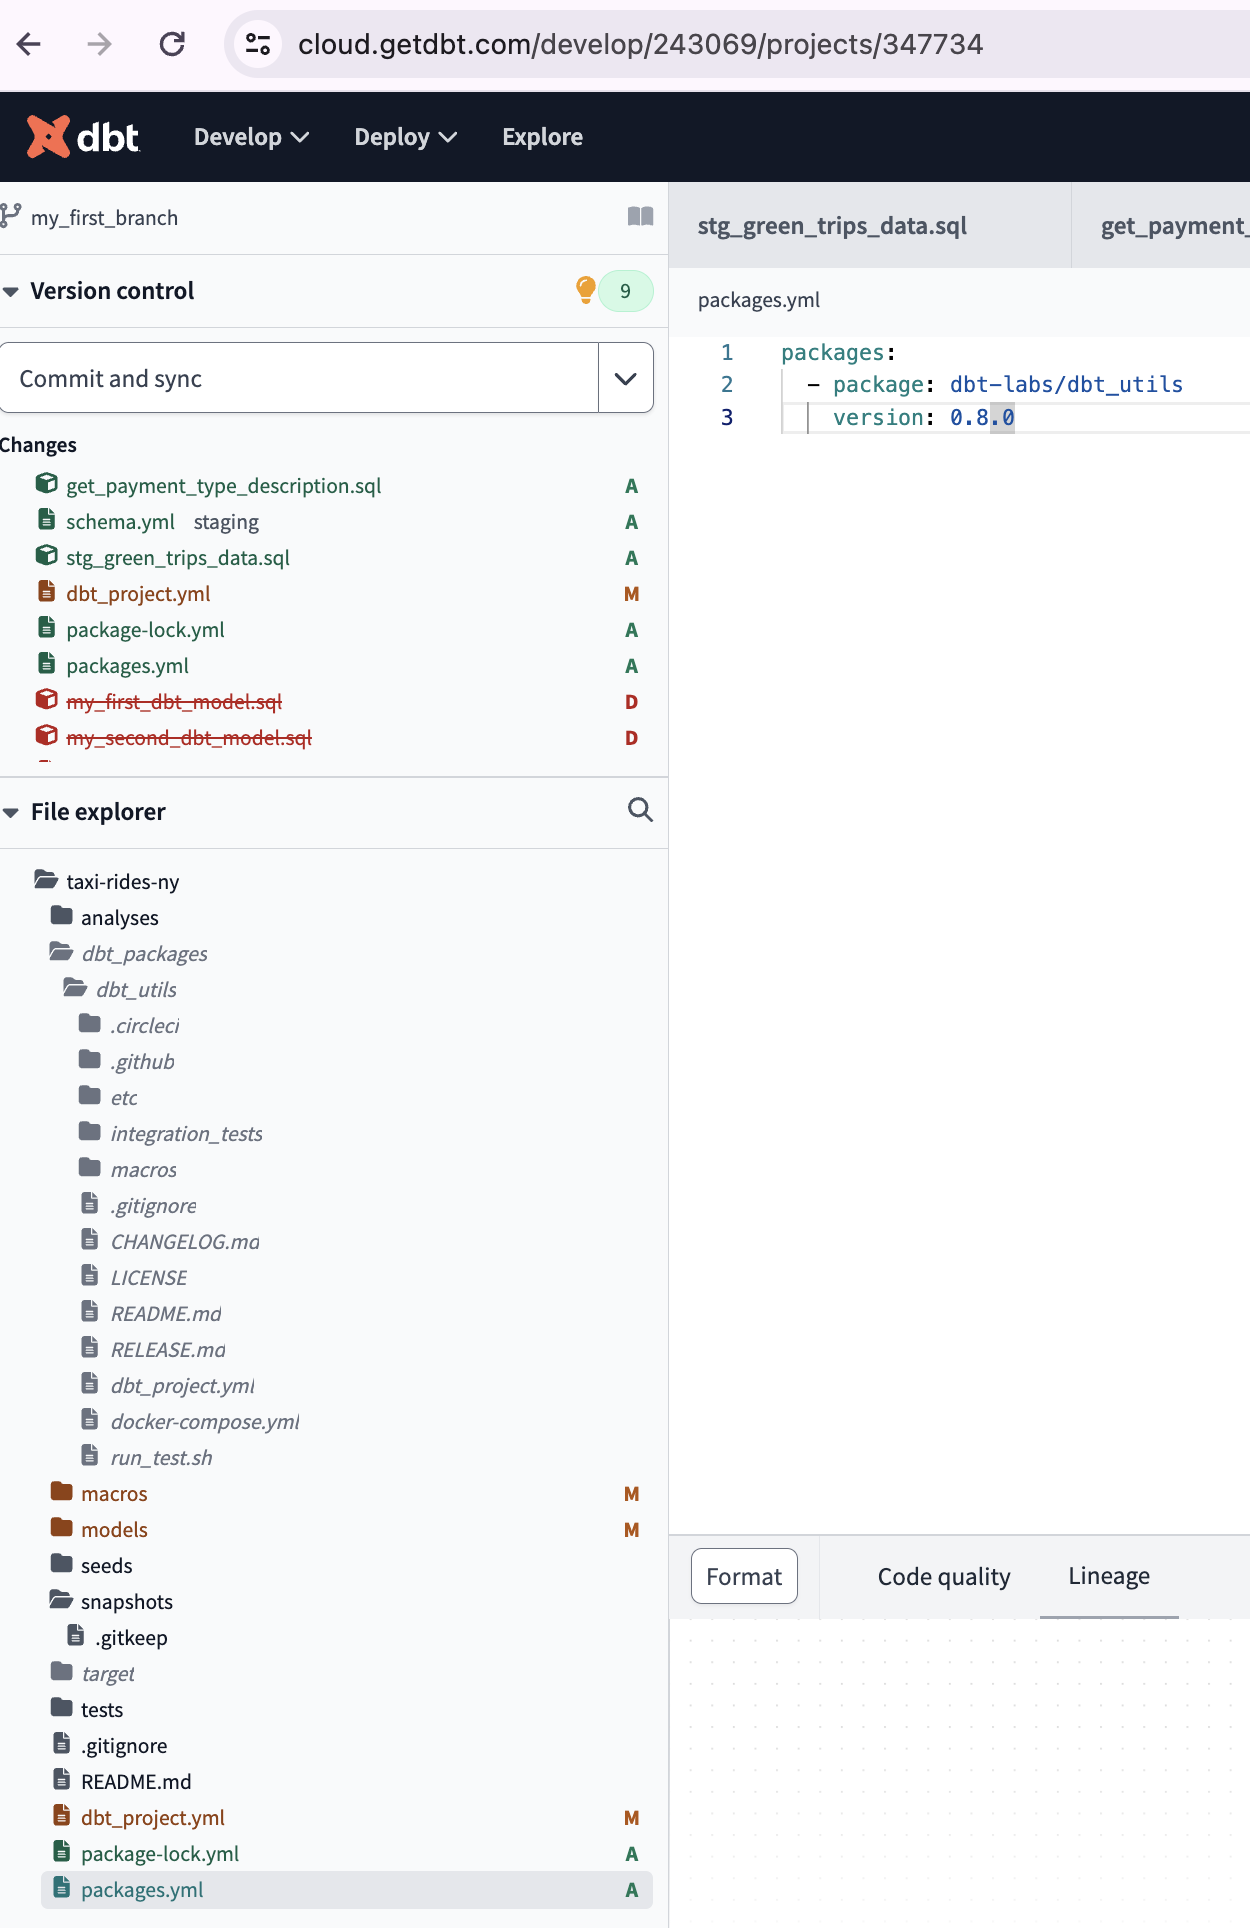 cloud.getdbt.com/develop/243069/projects/347734
dbt
Develop
Deploy
Explore
my_first_branch
Version control
9
Commit and sync
Changes
get_payment_type_description.sql A
schema.yml staging A
stg_green_trips_data.sql A
dbt_project.yml M
package-lock.yml A
packages.yml A
my_first_dbt_model.sql D
my_second_dbt_model.sql D
File explorer
taxi-rides-ny
analyses
dbt_packages
dbt_utils
.circleci
.github
etc
integration_tests
macros
.gitignore
CHANGELOG.md
LICENSE
README.md
RELEASE.md
dbt_project.yml
docker-compose.yml
run_test.sh
macros M
models M
seeds
snapshots
.gitkeep
target
tests
.gitignore
README.md
dbt_project.yml M
package-lock.yml A
packages.yml A
stg_green_trips_data.sql
get_payment_
packages.yml
1 packages:
2 - package: dbt-labs/dbt_utils
3 version: 0.8.0
Format
Code quality
Lineage